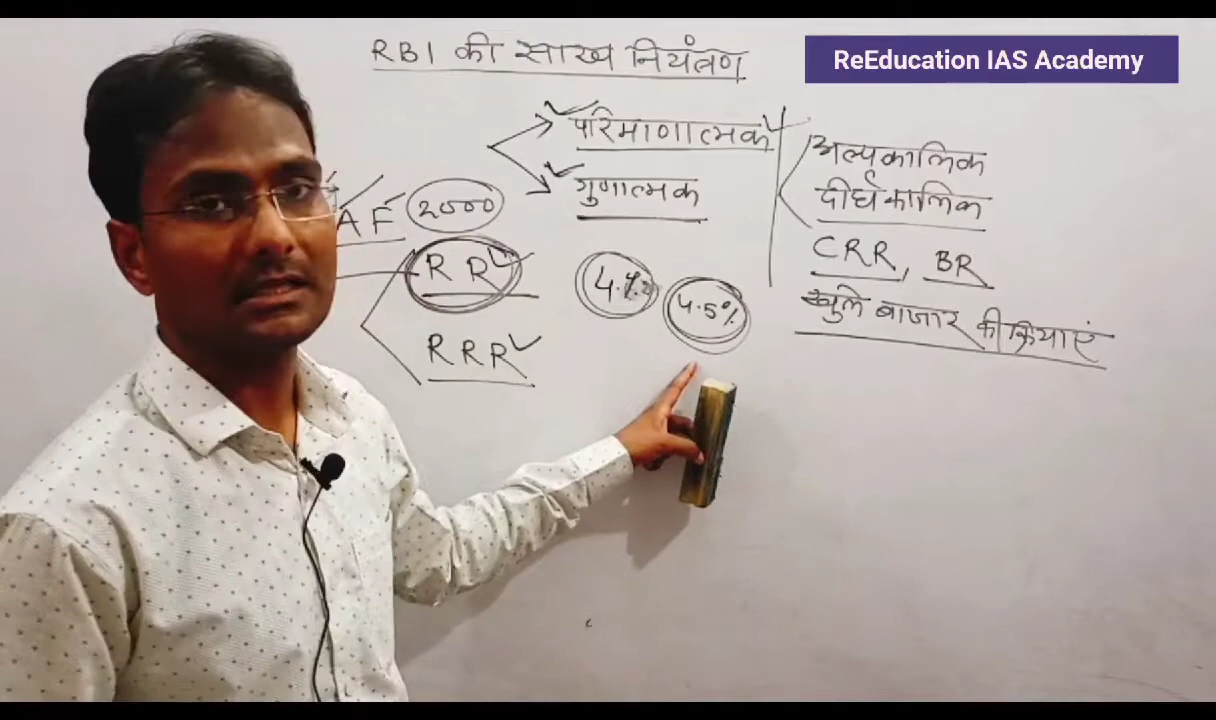 RBI की साख नियंत्रण
ReEducation IAS Academy
परिमाणात्मक
गुणात्मक
अल्पकालिक
दीर्घकालिक
CRR, BR
खुले बाजार की क्रियाएं
AF 2000
RR
RRR
4.%
4.5%